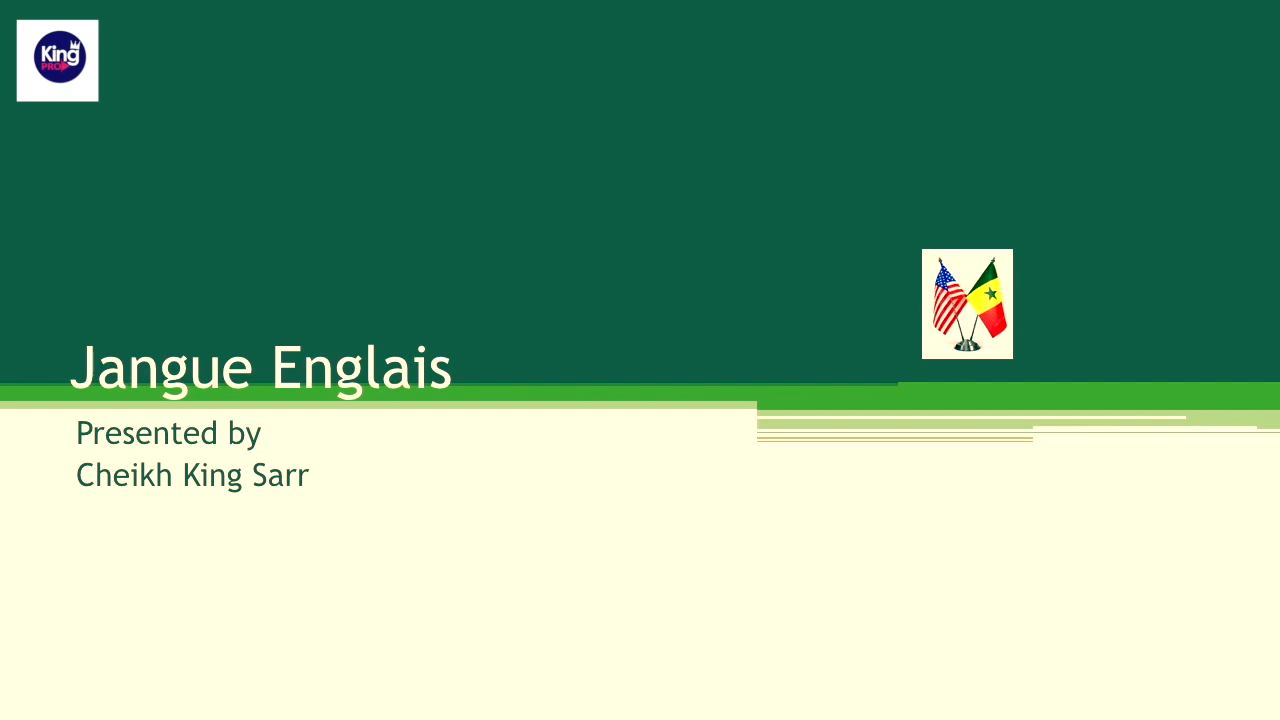 King
PRO
Jangue Englais
Presented by
Cheikh King Sarr